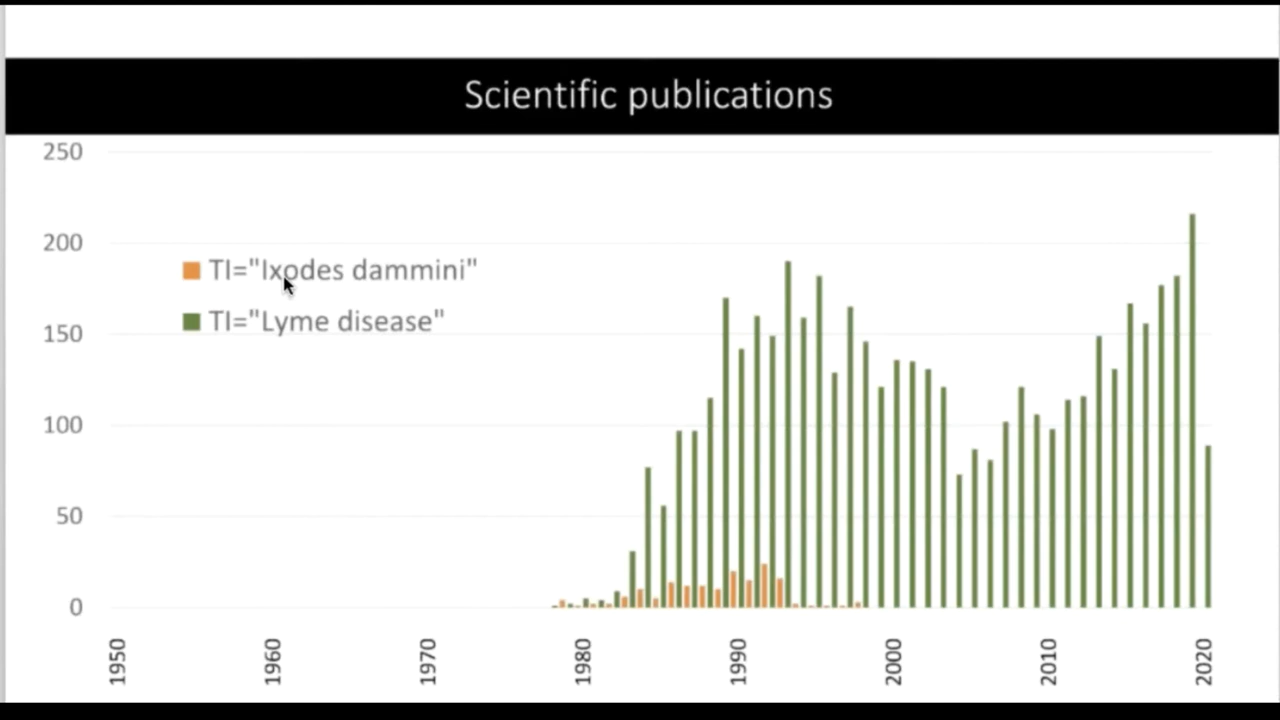 Scientific publications
250
200
TI="Ixodes dammini"
TI="Lyme disease"
150
100
50
0
1950 1960 1970 1980 1990 2000 2010 2020